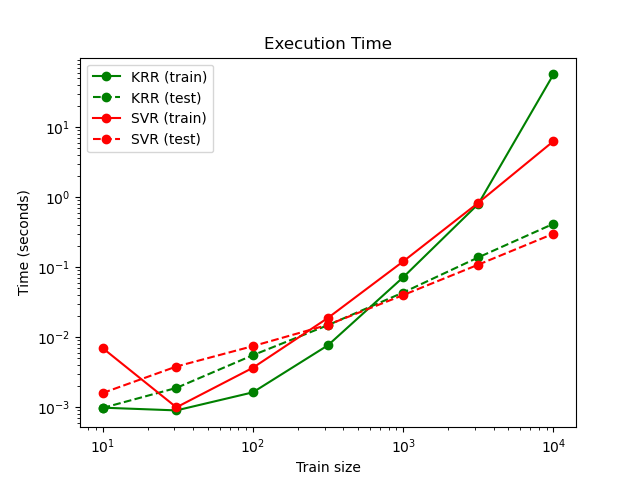 Execution Time
KRR (train)
KRR (test)
SVR (train)
SVR (test)
Time (seconds)
10¹
10⁰
10⁻¹
10⁻²
10⁻³
10¹
10²
10³
10⁴
Train size